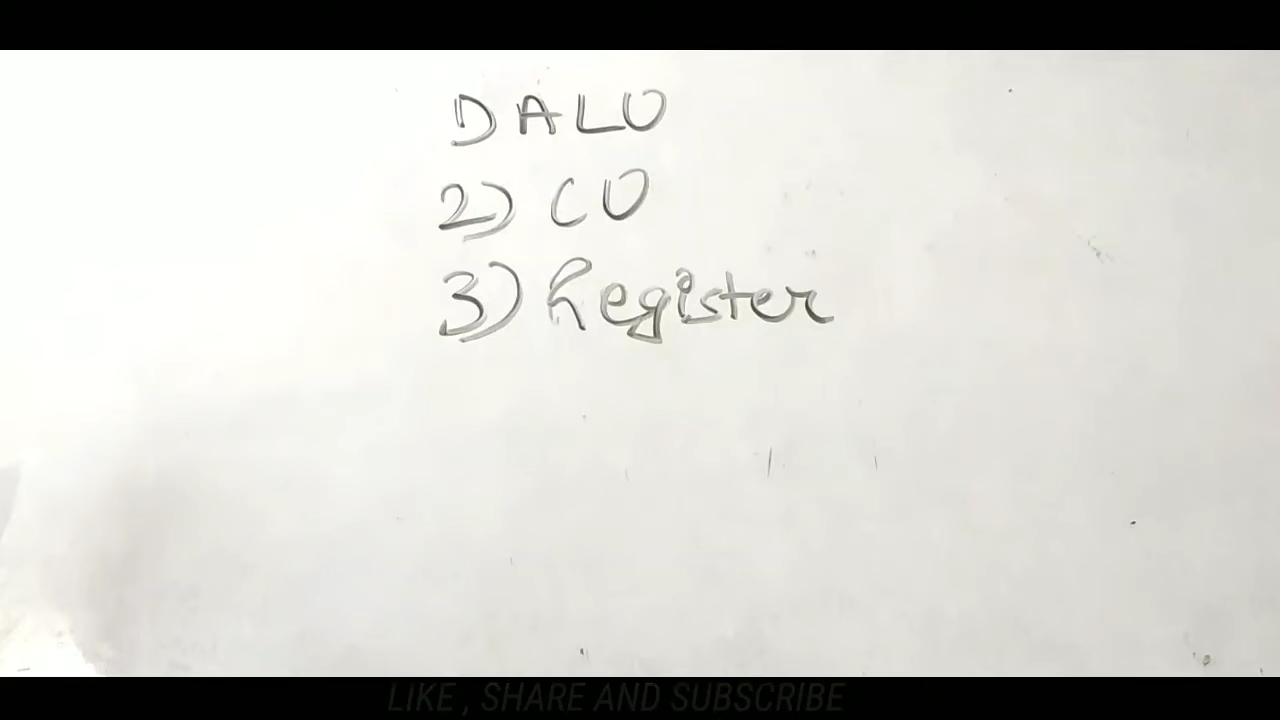 1) ALU
2) CU
3) Register
LIKE, SHARE AND SUBSCRIBE